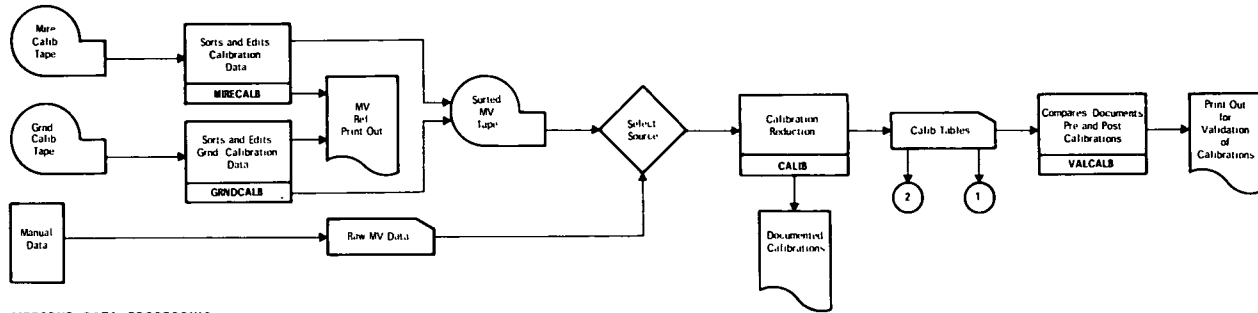 Mire
Calib
Tape
Sorts and Edits
Calibration
Data
MIRECALB
MV
Ref
Print Out
Grnd
Calib
Tape
Sorts and Edits
Grnd Calibration
Data
GRNDCALB
Sorted
MV
Tape
Select
Source
Calibration
Reduction
CALIB
Calib Tables
2
1
Compares Documents
Pre and Post
Calibrations
VALCALB
Print Out
for
Validation
of
Calibrations
Manual
Data
Raw MV Data
Documented
Calibrations